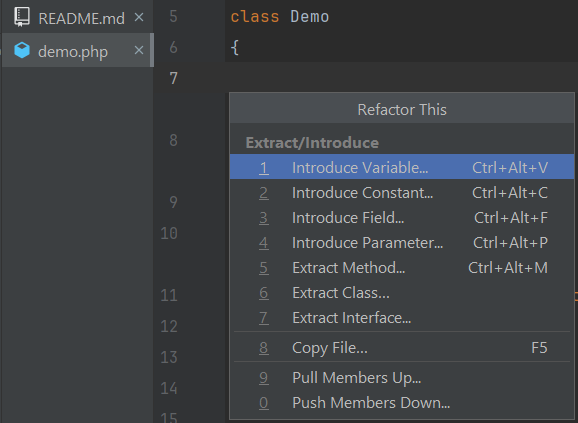 README.md
demo.php
5 class Demo
6 {
7
8
9
10
11
12
13
14
15
Refactor This
Extract/Introduce
1 Introduce Variable... Ctrl+Alt+V
2 Introduce Constant... Ctrl+Alt+C
3 Introduce Field... Ctrl+Alt+F
4 Introduce Parameter... Ctrl+Alt+P
5 Extract Method... Ctrl+Alt+M
6 Extract Class...
7 Extract Interface...
8 Copy File... F5
9 Pull Members Up...
0 Push Members Down...